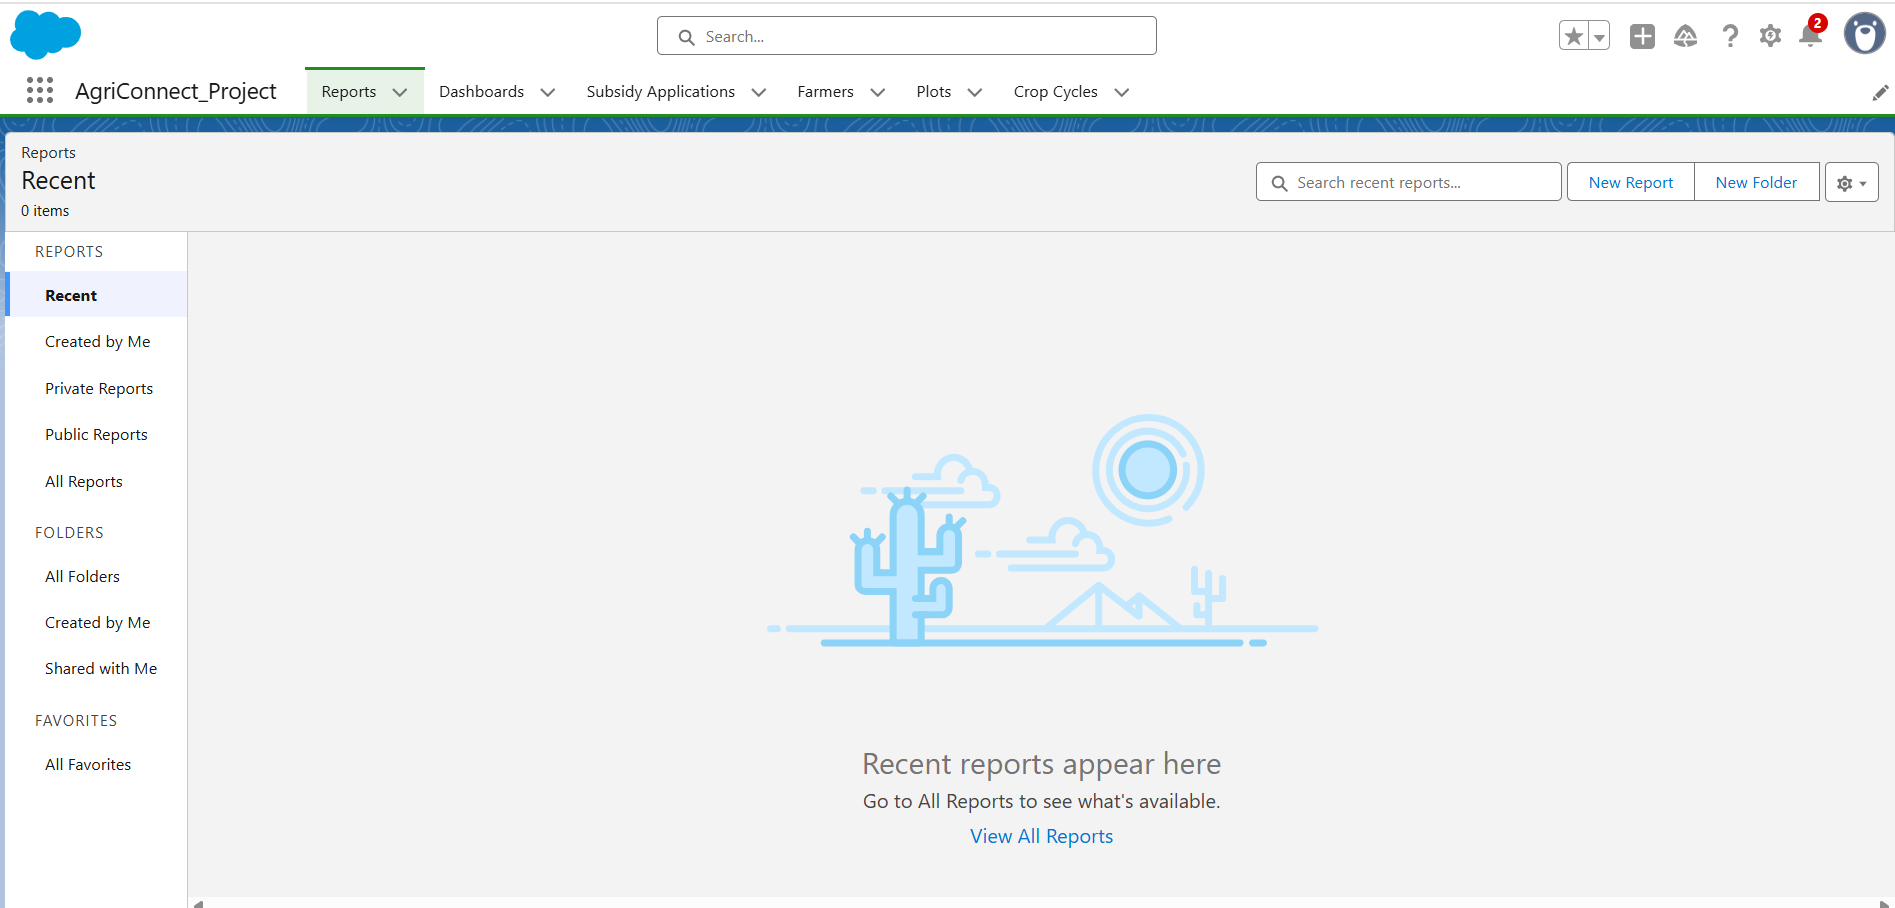 Search...
2
AgriConnect_Project
Reports
Dashboards
Subsidy Applications
Farmers
Plots
Crop Cycles
Reports
Recent
0 items
Search recent reports...
New Report
New Folder
REPORTS
Recent
Created by Me
Private Reports
Public Reports
All Reports
FOLDERS
All Folders
Created by Me
Shared with Me
FAVORITES
All Favorites
Recent reports appear here
Go to All Reports to see what's available.
View All Reports